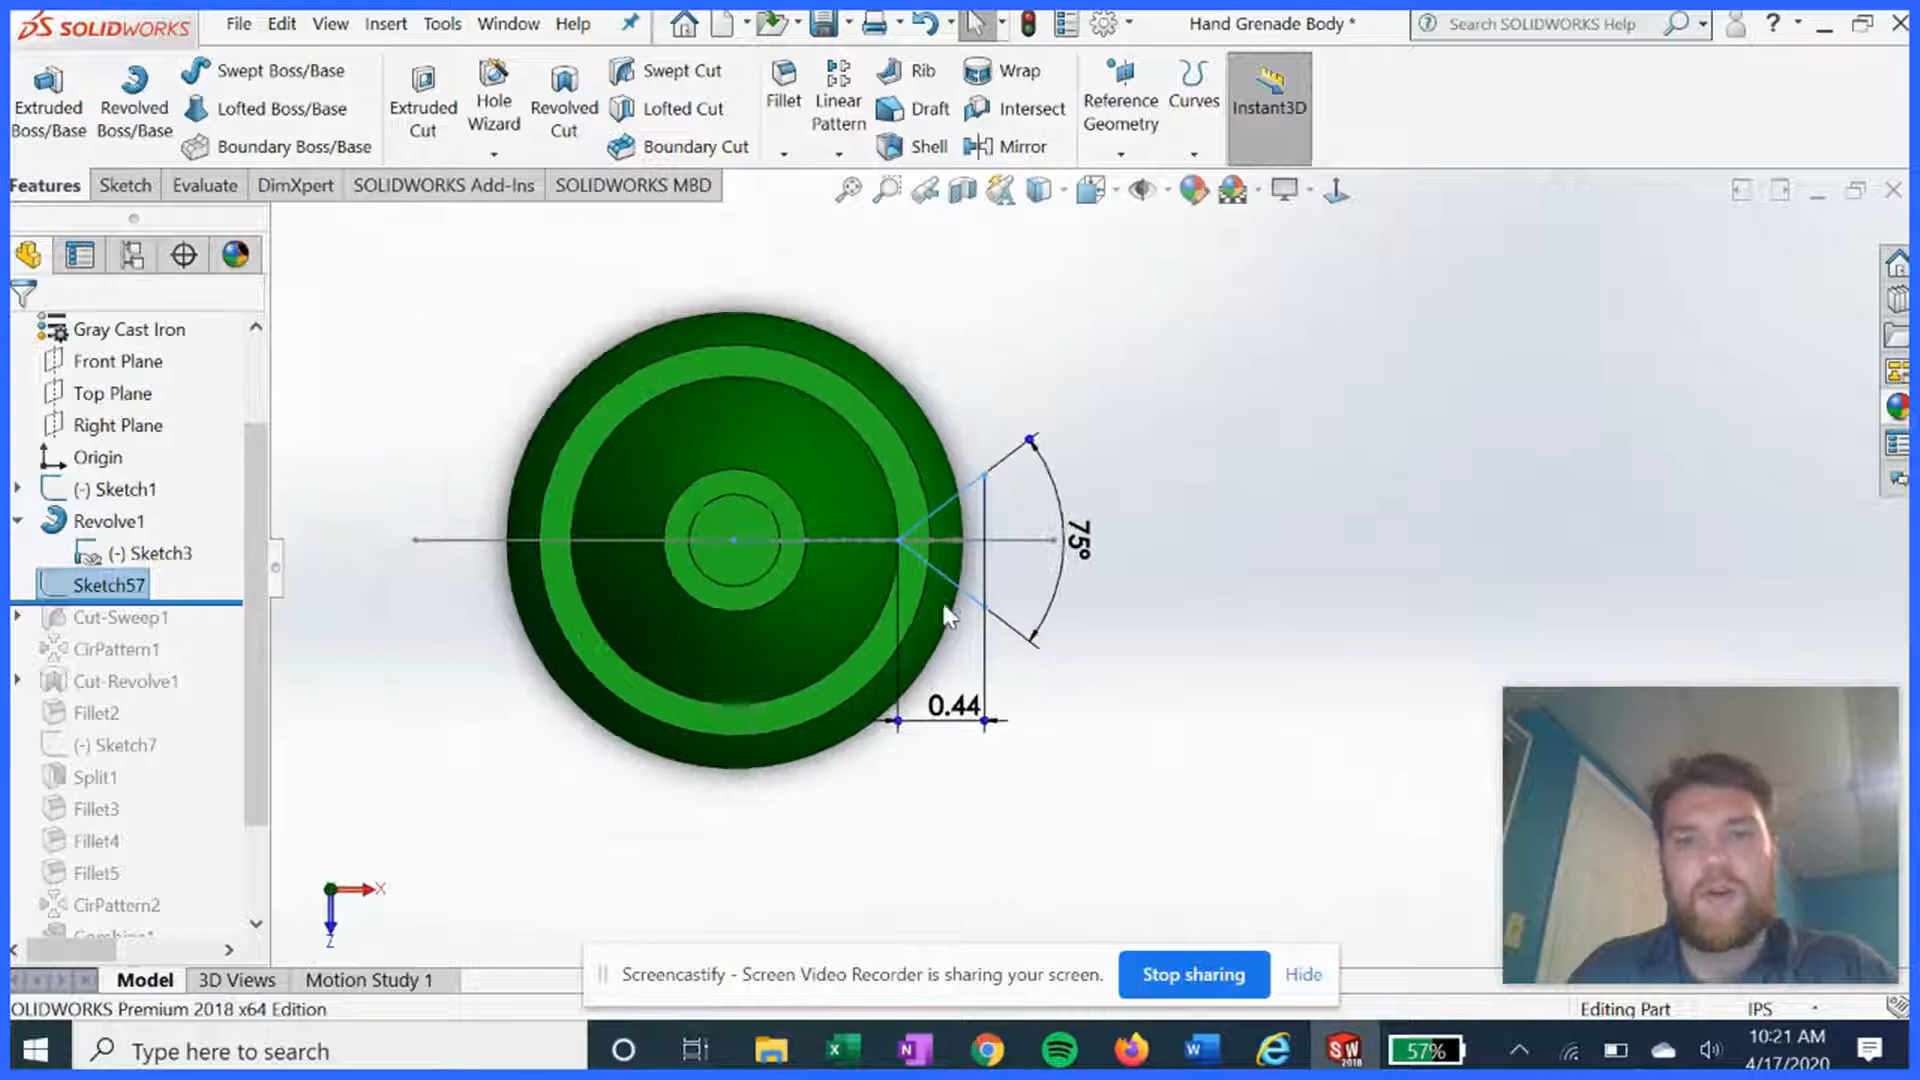 SOLIDWORKS File Edit View Insert Tools Window Help Hand Grenade Body * Search SOLIDWORKS Help ?
Extruded Boss/Base
Revolved Boss/Base
Swept Boss/Base
Lofted Boss/Base
Boundary Boss/Base
Extruded Cut
Hole Wizard
Revolved Cut
Swept Cut
Lofted Cut
Boundary Cut
Fillet
Linear Pattern
Rib
Draft
Shell
Wrap
Intersect
Mirror
Reference Geometry
Curves
Instant3D
Features Sketch Evaluate DimXpert SOLIDWORKS Add-Ins SOLIDWORKS MBD
Gray Cast Iron
Front Plane
Top Plane
Right Plane
Origin
(-) Sketch1
Revolve1
(-) Sketch3
Sketch57
Cut-Sweep1
CirPattern1
Cut-Revolve1
Fillet2
(-) Sketch7
Split1
Fillet3
Fillet4
Fillet5
CirPattern2
75°
0.44
X
Z
Screencastify - Screen Video Recorder is sharing your screen. Stop sharing Hide
Model 3D Views Motion Study 1
SOLIDWORKS Premium 2018 x64 Edition Editing Part IPS
Type here to search
SW
2018
57%
10:21 AM
4/17/2020